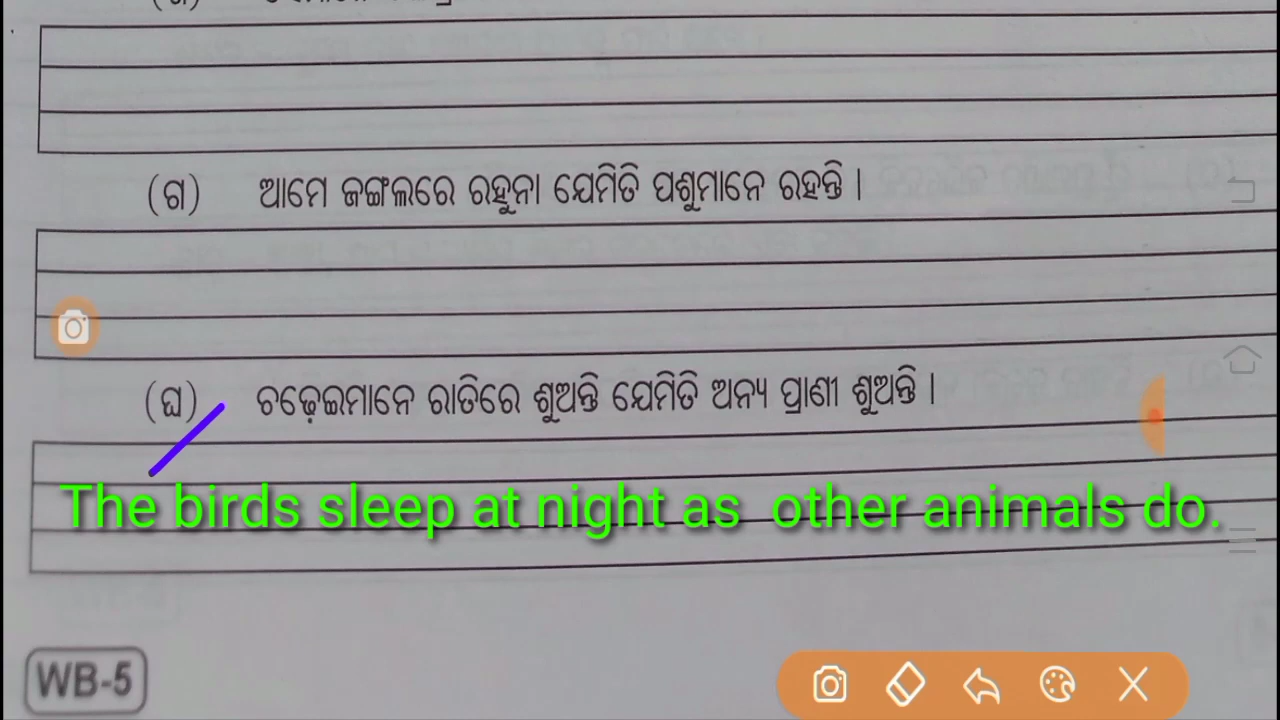 (ଗ) ଆମେ ଜଙ୍ଗଲରେ ରହୁନା ଯେମିତି ପଶୁମାନେ ରହନ୍ତି ।
(ଘ) ଚଢ଼େଇମାନେ ରାତିରେ ଶୁଅନ୍ତି ଯେମିତି ଅନ୍ୟ ପ୍ରାଣୀ ଶୁଅନ୍ତି ।
The birds sleep at night as other animals do.
WB-5